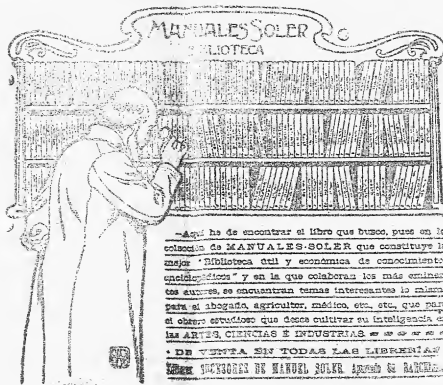 MANUALES SOLER
BIBLIOTECA
—Aquí he de encontrar el libro que busco, pues en la
colección de MANUALES-SOLER que constituye la
mejor "Biblioteca útil y económica de conocimientos
enciclopédicos" y en la que colaboran los más eminen-
tes autores, se encuentran temas interesantes lo mismo
para el abogado, agricultor, médico, etc., etc., que para
el obrero estudioso que desee cultivar su inteligencia en
las ARTES, CIENCIAS É INDUSTRIAS
DE VENTA EN TODAS LAS LIBRERÍAS
SUCESORES DE MANUEL SOLER, Apartado 89 BARCELONA